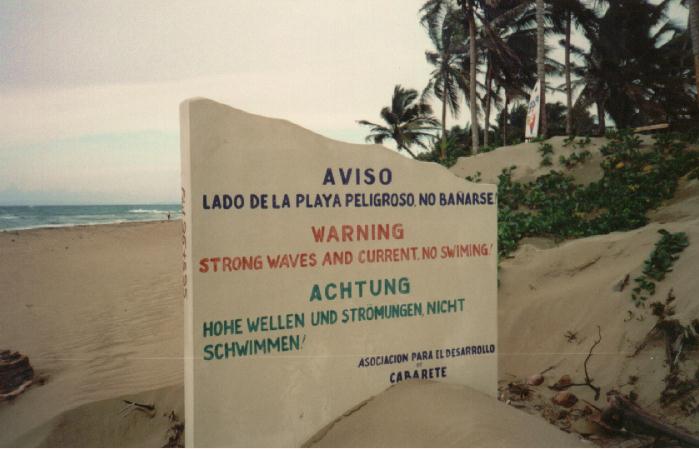 AVISO
LADO DE LA PLAYA PELIGROSO, NO BAÑARSE!
WARNING
STRONG WAVES AND CURRENT. NO SWIMING!
ACHTUNG
HOHE WELLEN UND STRÖMUNGEN, NICHT
SCHWIMMEN!
ASOCIACION PARA EL DESARROLLO
DE
CABARETE